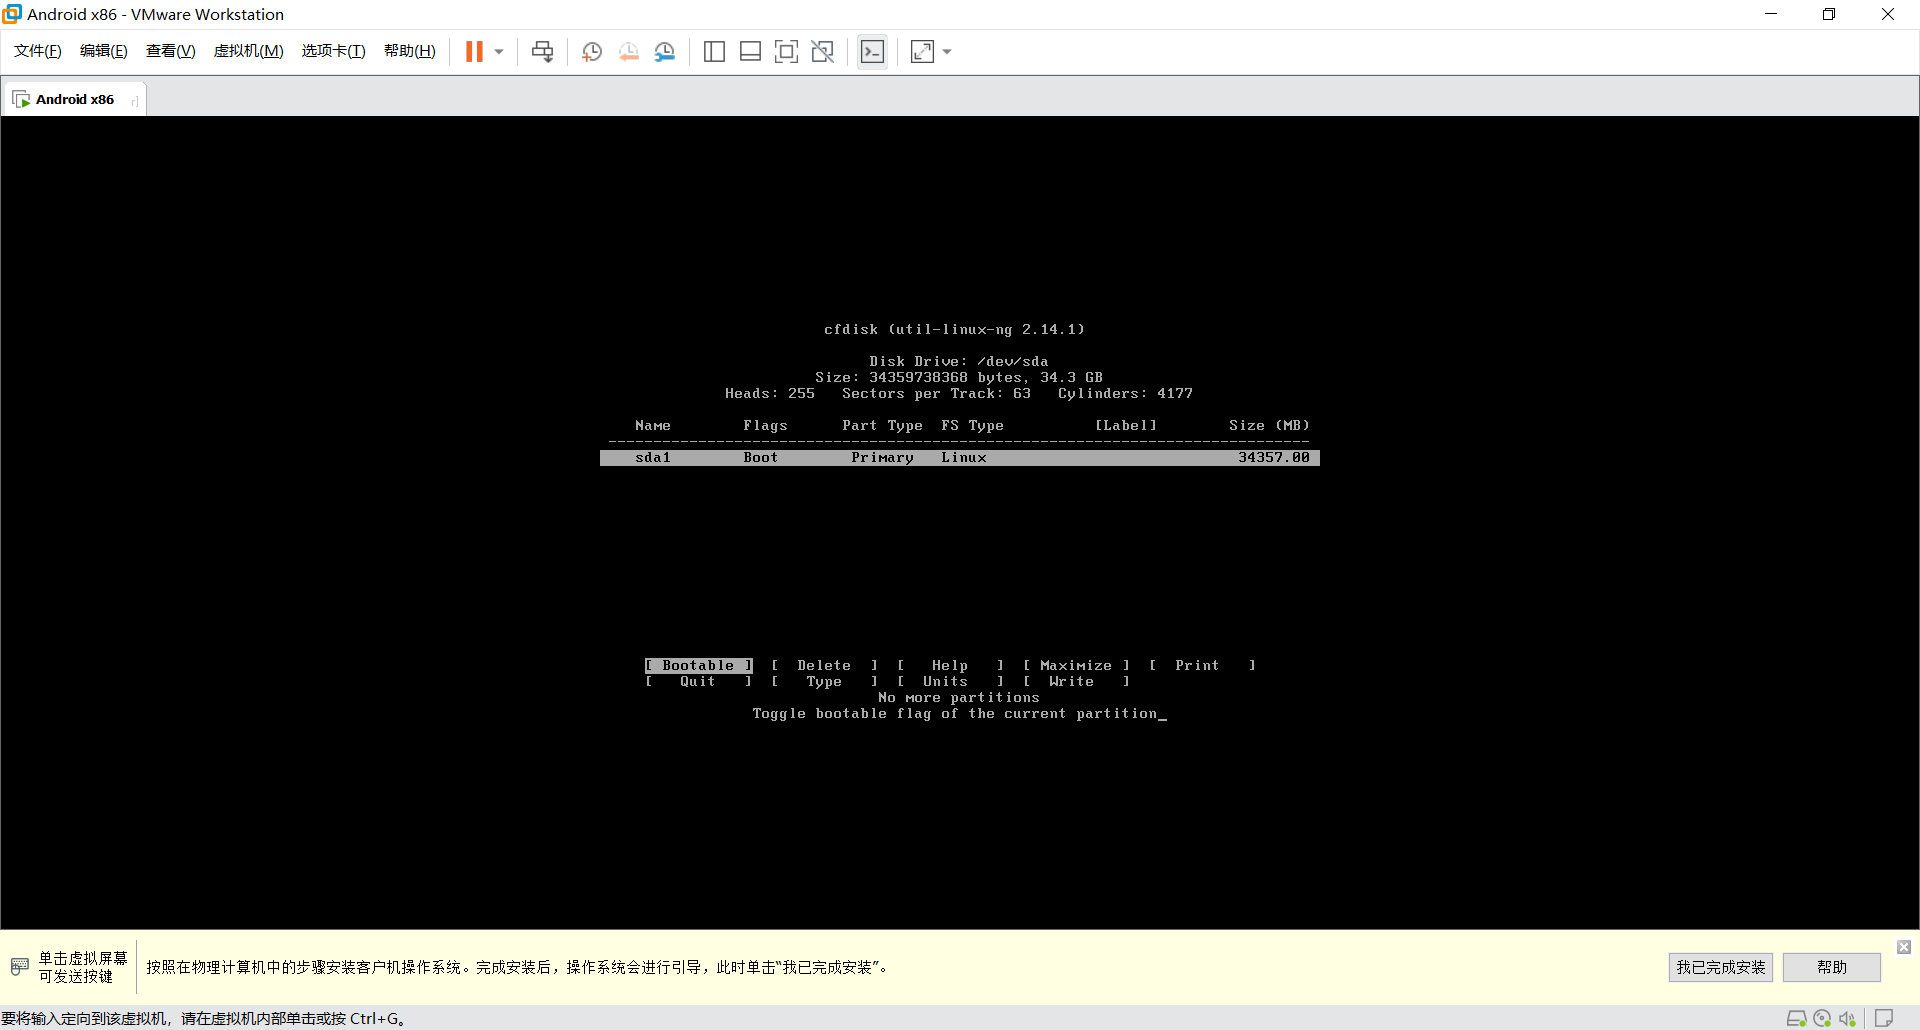 Android x86 - VMware Workstation
文件(F) 编辑(E) 查看(V) 虚拟机(M) 选项卡(T) 帮助(H)
Android x86
cfdisk (util-linux-ng 2.14.1)
Disk Drive: /dev/sda
Size: 34359738368 bytes, 34.3 GB
Heads: 255   Sectors per Track: 63   Cylinders: 4177
Name        Flags      Part Type  FS Type          [Label]        Size (MB)
------------------------------------------------------------------------------
sda1        Boot        Primary   Linux                            34357.00
[ Bootable ]  [  Delete  ]  [   Help   ]  [ Maximize ]  [  Print   ]
[   Quit   ]  [   Type   ]  [  Units   ]  [  Write   ]
No more partitions
Toggle bootable flag of the current partition_
单击虚拟屏幕
可发送按键
按照在物理计算机中的步骤安装客户机操作系统。完成安装后，操作系统会进行引导，此时单击“我已完成安装”。
我已完成安装 帮助
要将输入定向到该虚拟机，请在虚拟机内部单击或按 Ctrl+G。